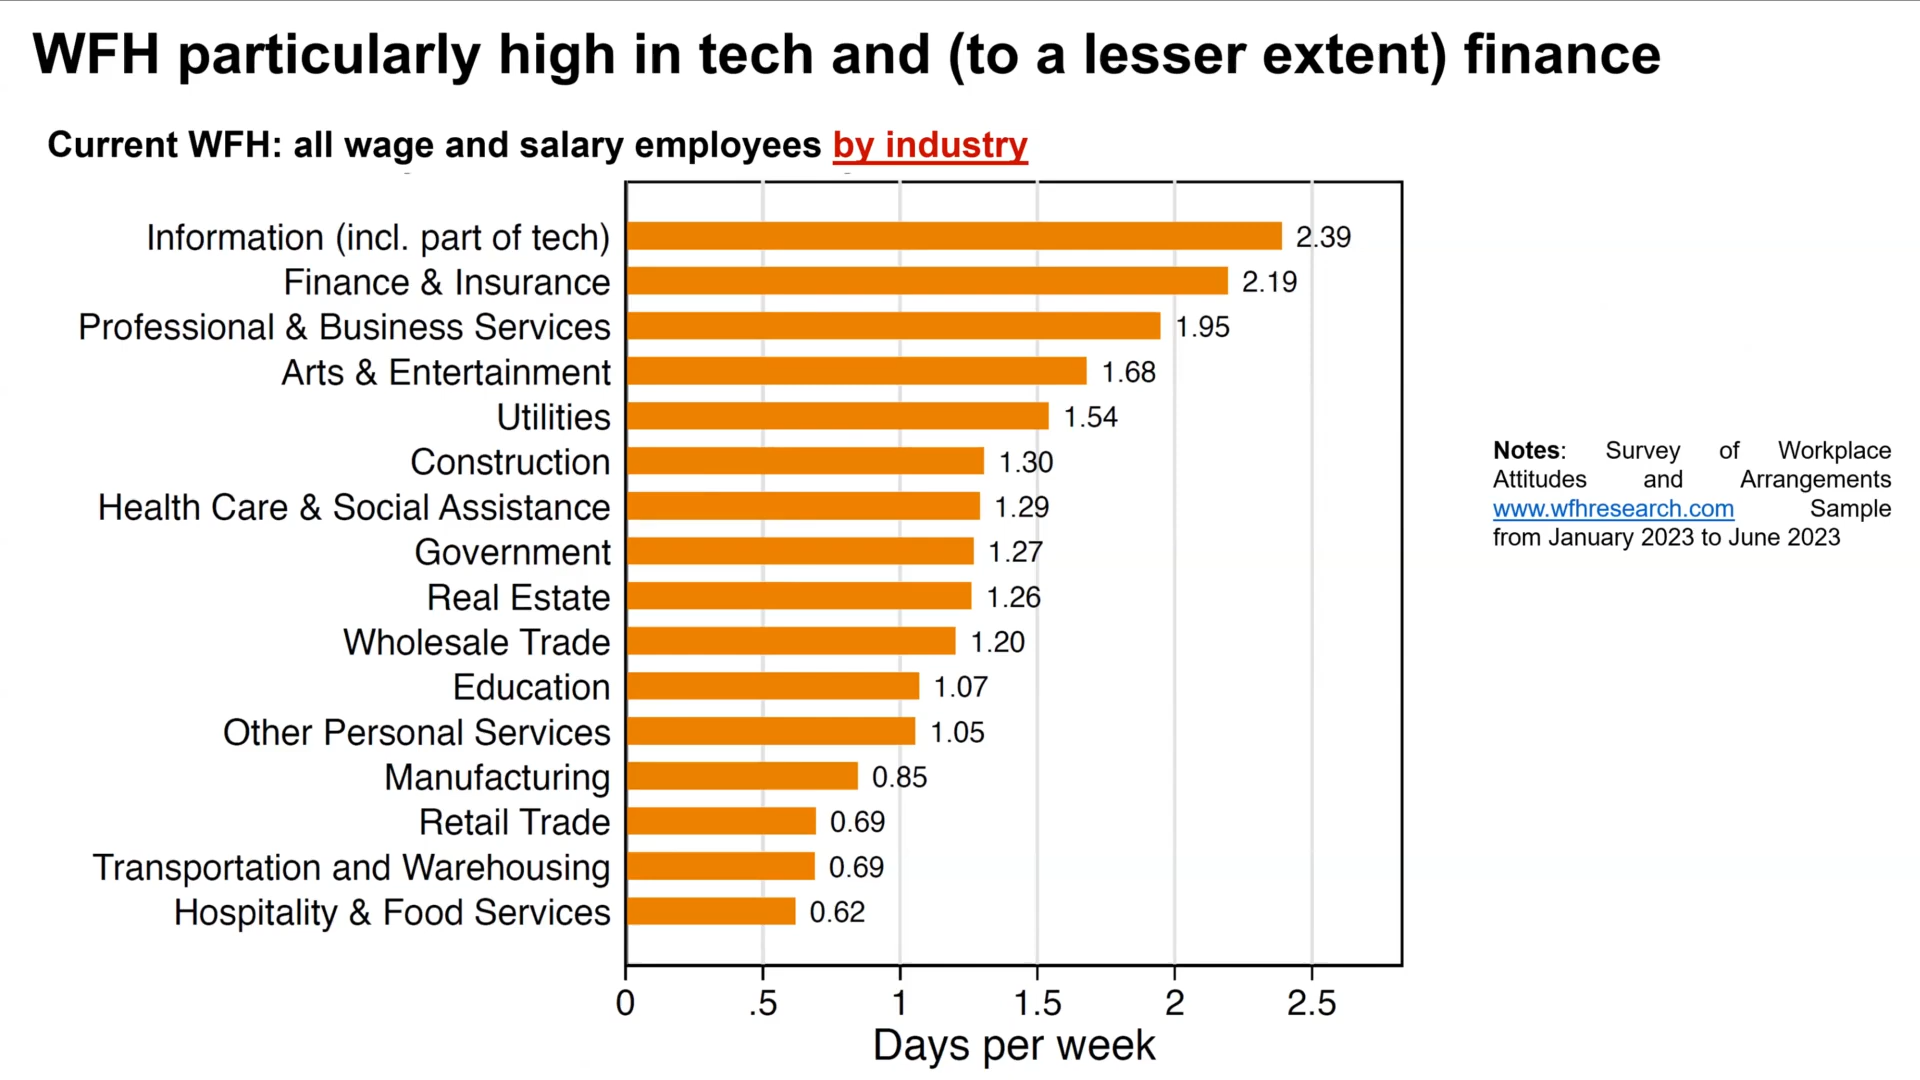 WFH particularly high in tech and (to a lesser extent) finance
Current WFH: all wage and salary employees by industry
Information (incl. part of tech) 2.39
Finance & Insurance 2.19
Professional & Business Services 1.95
Arts & Entertainment 1.68
Utilities 1.54
Construction 1.30
Health Care & Social Assistance 1.29
Government 1.27
Real Estate 1.26
Wholesale Trade 1.20
Education 1.07
Other Personal Services 1.05
Manufacturing 0.85
Retail Trade 0.69
Transportation and Warehousing 0.69
Hospitality & Food Services 0.62
0 .5 1 1.5 2 2.5
Days per week
Notes: Survey of Workplace
Attitudes and Arrangements
www.wfhresearch.com Sample
from January 2023 to June 2023